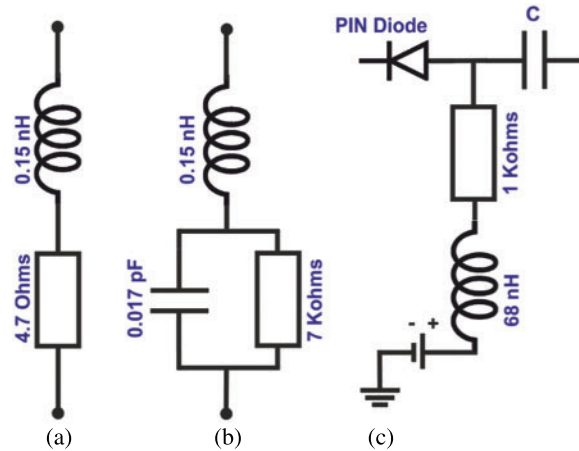 0.15 nH
4.7 Ohms
(a)
0.15 nH
0.017 pF
7 Kohms
(b)
PIN Diode
C
1 Kohms
68 nH
- +
(c)